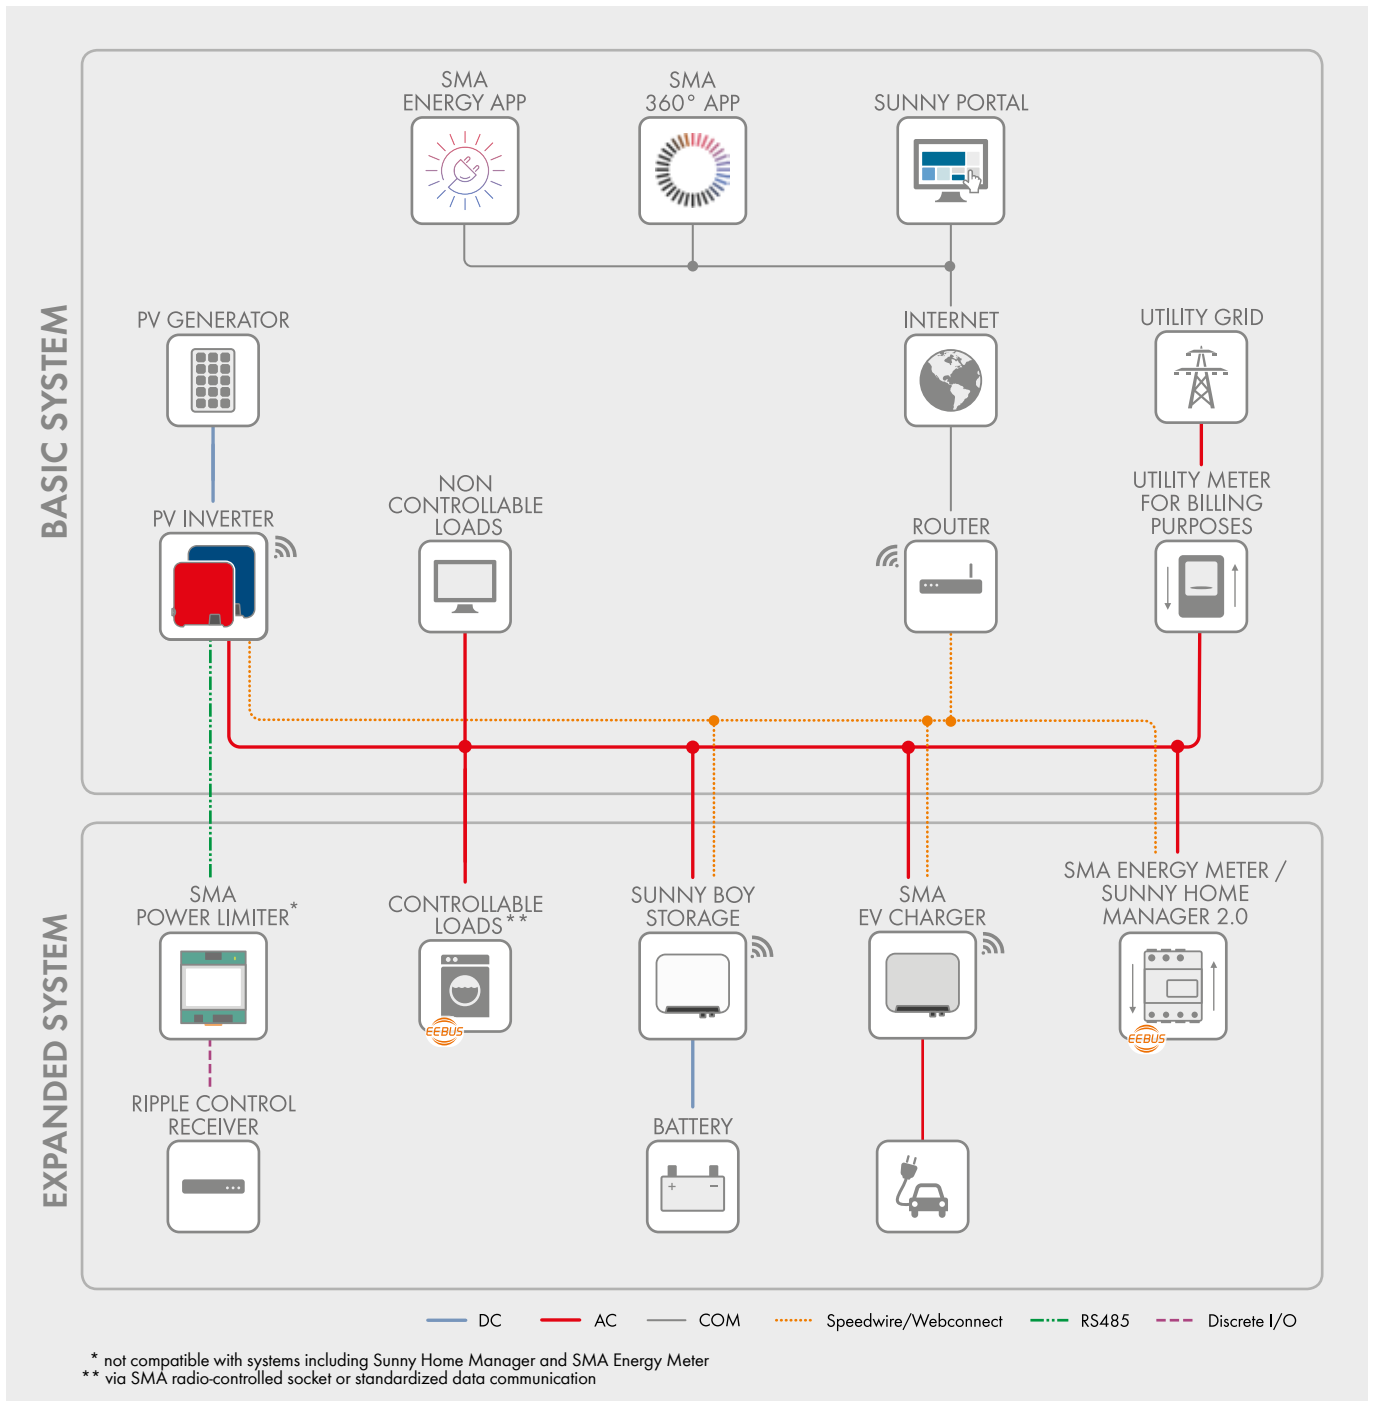 SMA
ENERGY APP
SMA
360° APP
SUNNY PORTAL
BASIC SYSTEM
PV GENERATOR
INTERNET
UTILITY GRID
PV INVERTER
NON
CONTROLLABLE
LOADS
ROUTER
UTILITY METER
FOR BILLING
PURPOSES
EXPANDED SYSTEM
SMA
POWER LIMITER*
CONTROLLABLE
LOADS**
EEBUS
SUNNY BOY
STORAGE
SMA
EV CHARGER
SMA ENERGY METER /
SUNNY HOME
MANAGER 2.0
EEBUS
RIPPLE CONTROL
RECEIVER
BATTERY
+ −
DC
AC
COM
Speedwire/Webconnect
RS485
Discrete I/O
* not compatible with systems including Sunny Home Manager and SMA Energy Meter
** via SMA radio-controlled socket or standardized data communication